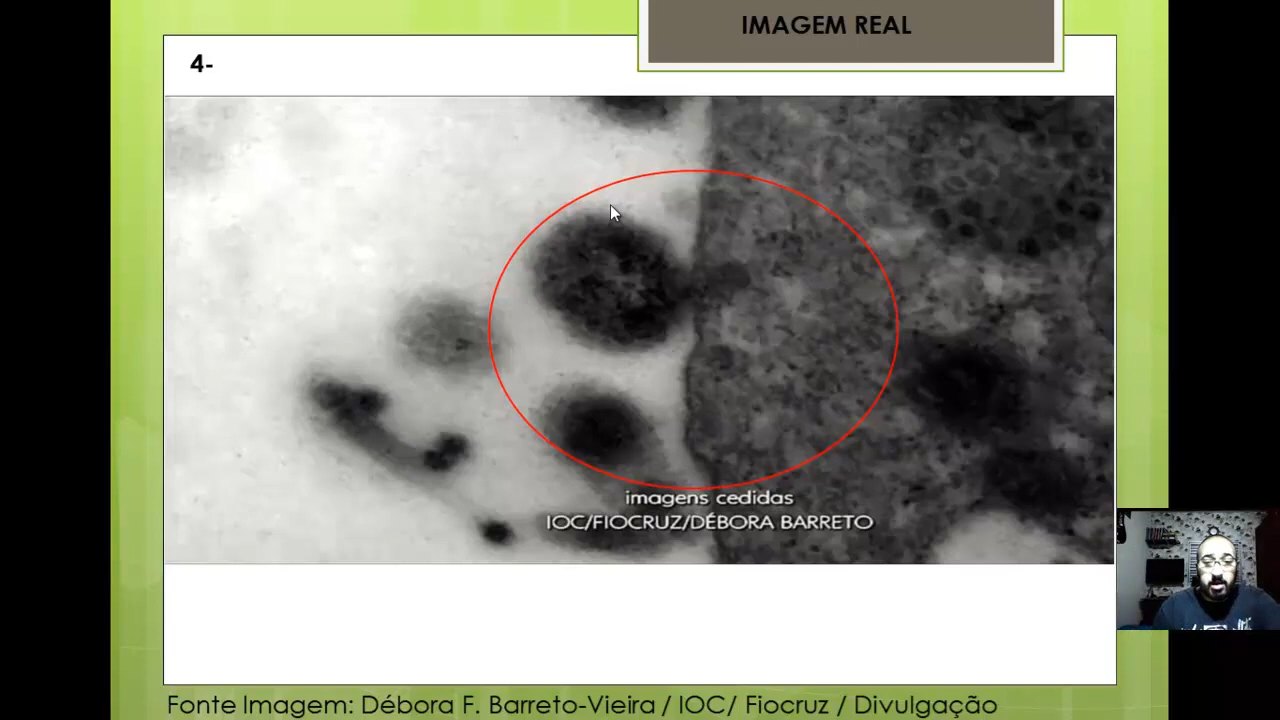 IMAGEM REAL
4-
imagens cedidas
IOC/FIOCRUZ/DÉBORA BARRETO
Fonte Imagem: Débora F. Barreto-Vieira / IOC/ Fiocruz / Divulgação